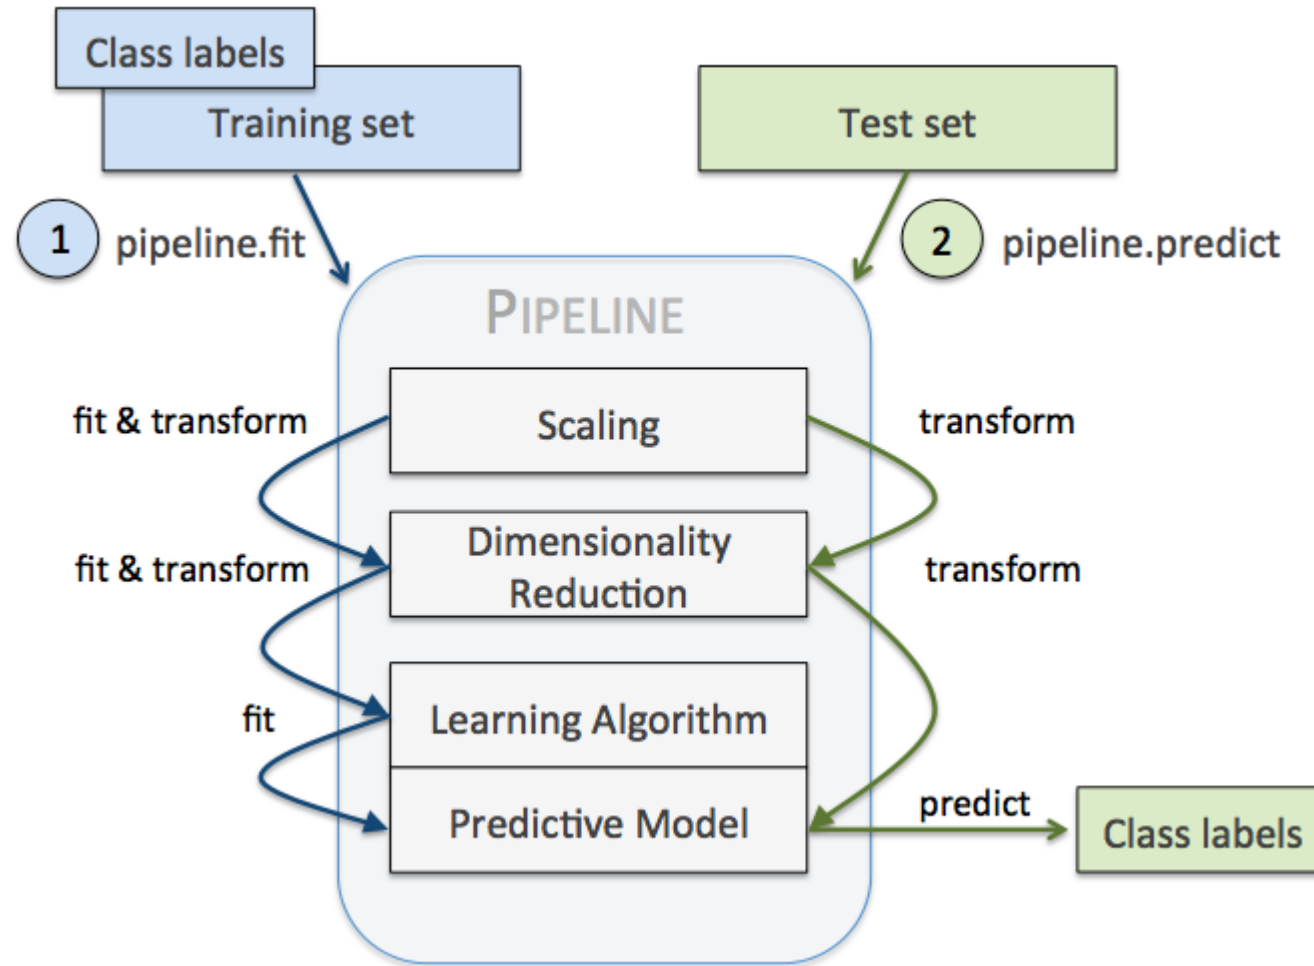 Class labels
Training set
Test set
1
pipeline.fit
2
pipeline.predict
PIPELINE
fit & transform
Scaling
transform
fit & transform
Dimensionality
Reduction
transform
fit
Learning Algorithm
Predictive Model
predict
Class labels